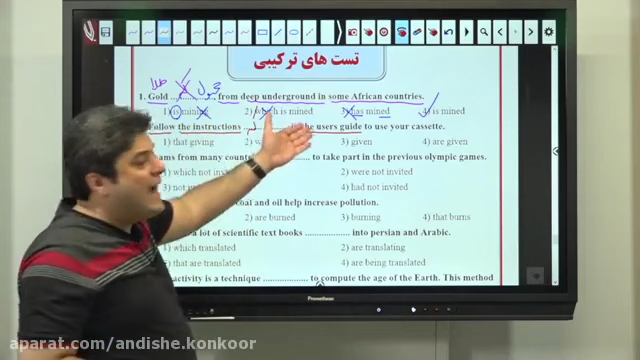 تست های ترکیبی
طلا
مجهول
1. Gold .............. from deep underground in some African countries.
1) is mining 2) which is mined 3) has mined 4) is mined
Follow the instructions ... the users guide to use your cassette.
1) that giving 3) given 4) are given
ams from many count to take part in the previous olympic games.
1) which not invi 2) were not invited
4) had not invited
coal and oil help increase pollution.
2) are burned 3) burning 4) that burns
a lot of scientific text books .................. into persian and Arabic.
1) which translated 2) are translating
3) that are translated 4) are being translated
activity is a technique .................. to compute the age of the Earth. This method
Promethean
aparat.com/andishe.konkoor